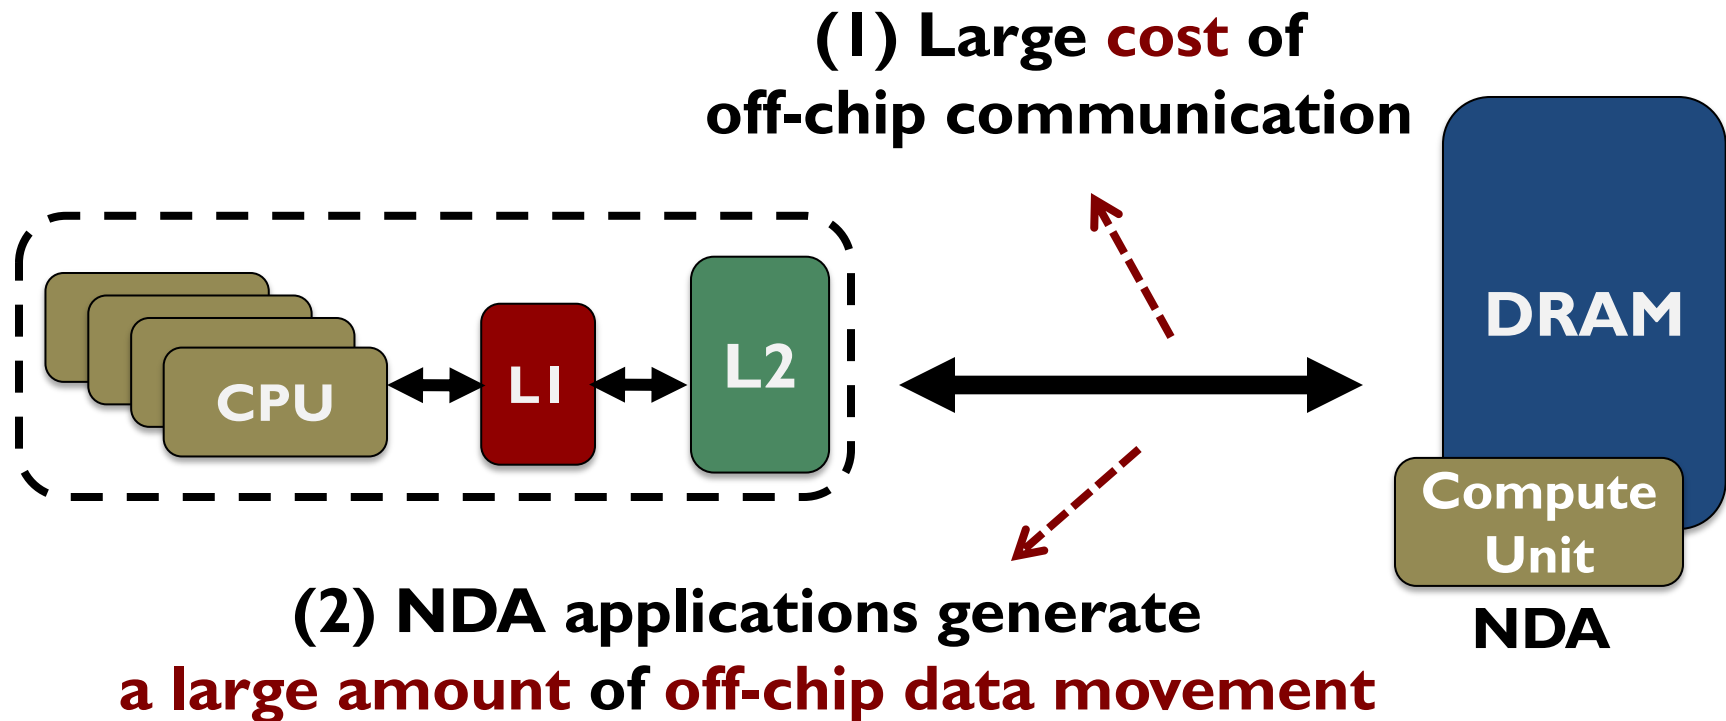 (1) Large cost of
off-chip communication
DRAM
CPU
L1
L2
Compute
Unit
NDA
(2) NDA applications generate
a large amount of off-chip data movement